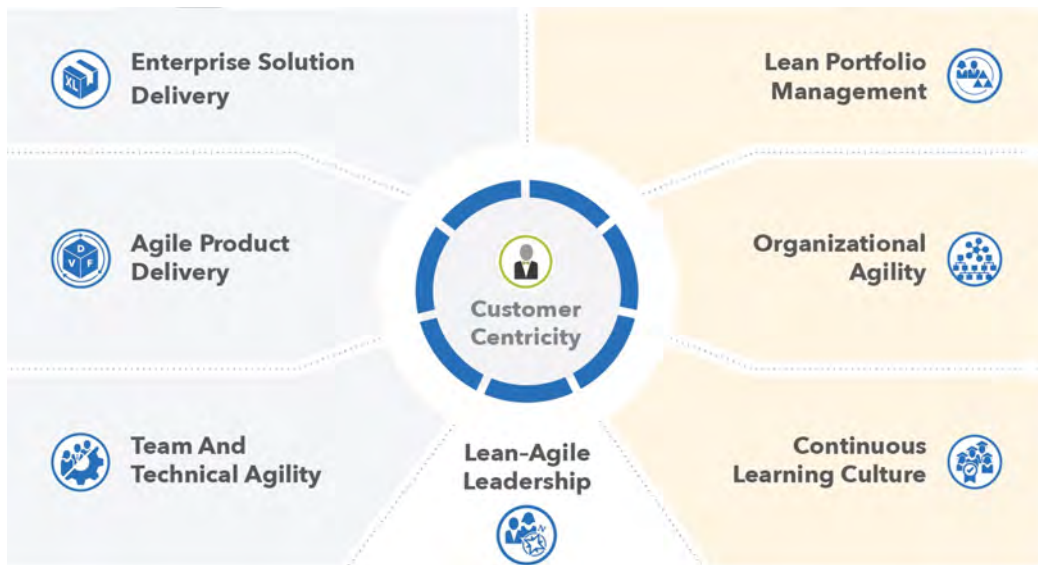 Enterprise Solution
Delivery
Lean Portfolio
Management
XL
Agile Product
Delivery
D
V F
Organizational
Agility
Customer
Centricity
Team And
Technical Agility
Lean–Agile
Leadership
N
Continuous
Learning Culture